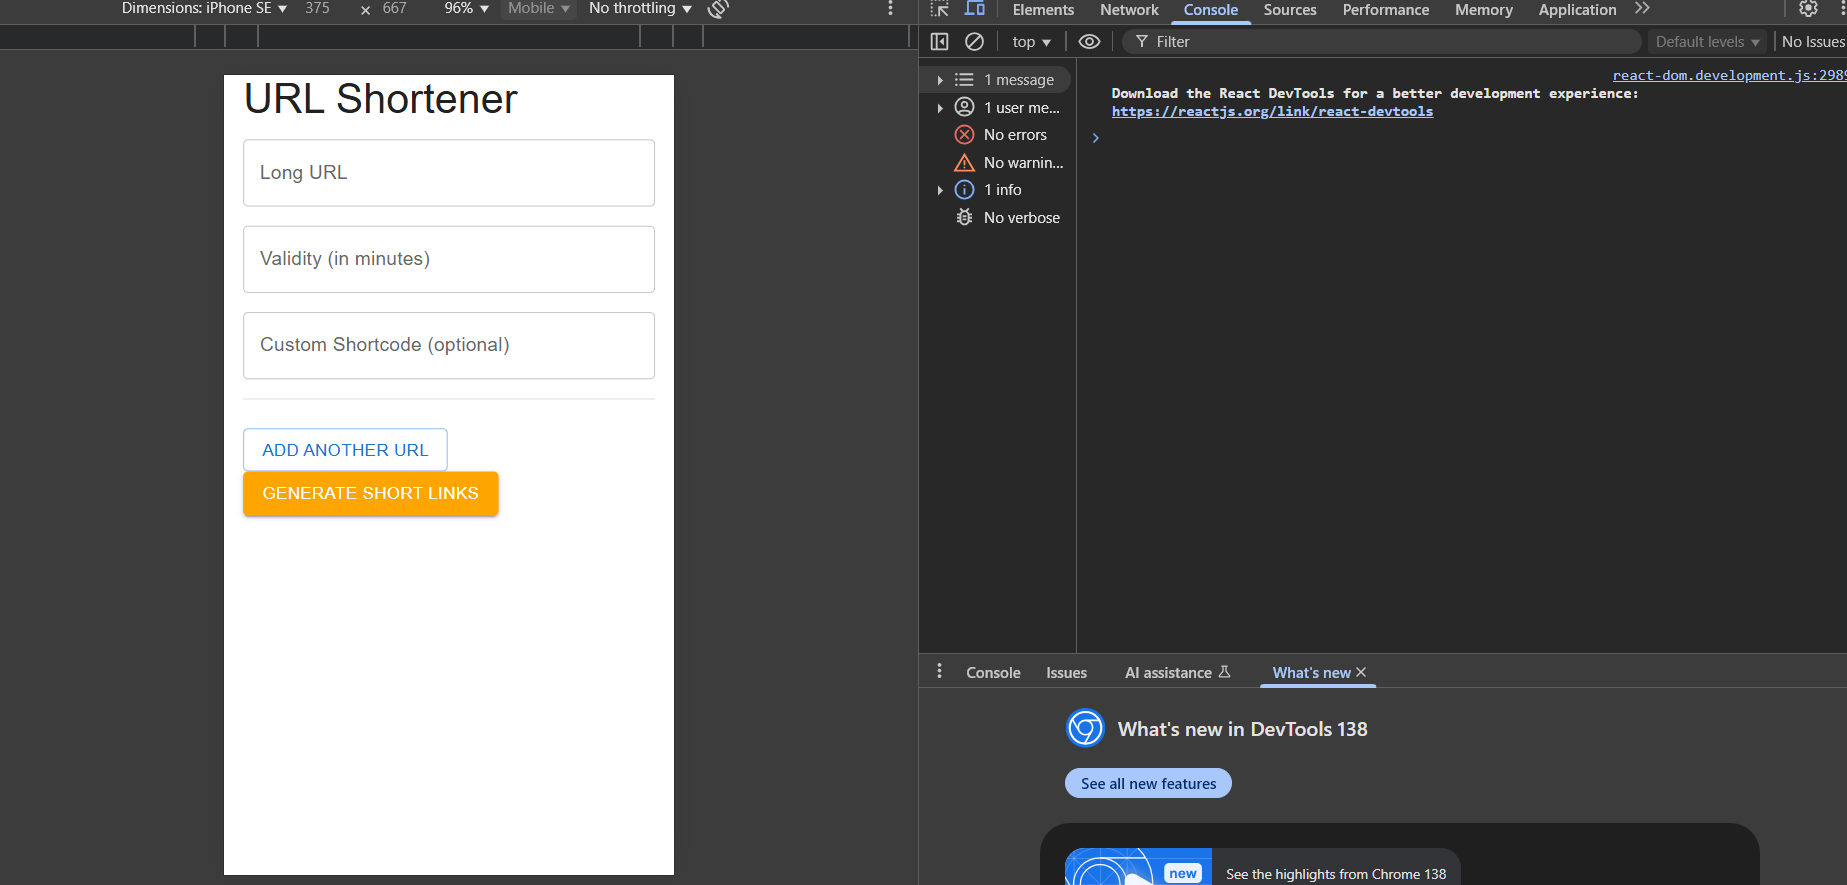 Dimensions: iPhone SE 375 × 667 96% Mobile No throttling
URL Shortener
Long URL
Validity (in minutes)
Custom Shortcode (optional)
ADD ANOTHER URL
GENERATE SHORT LINKS
Elements Network Console Sources Performance Memory Application
top Filter Default levels No Issues
1 message
1 user me...
No errors
No warnin...
1 info
No verbose
react-dom.development.js:298
Download the React DevTools for a better development experience:
https://reactjs.org/link/react-devtools
Console Issues AI assistance What's new
What's new in DevTools 138
See all new features
new
See the highlights from Chrome 138